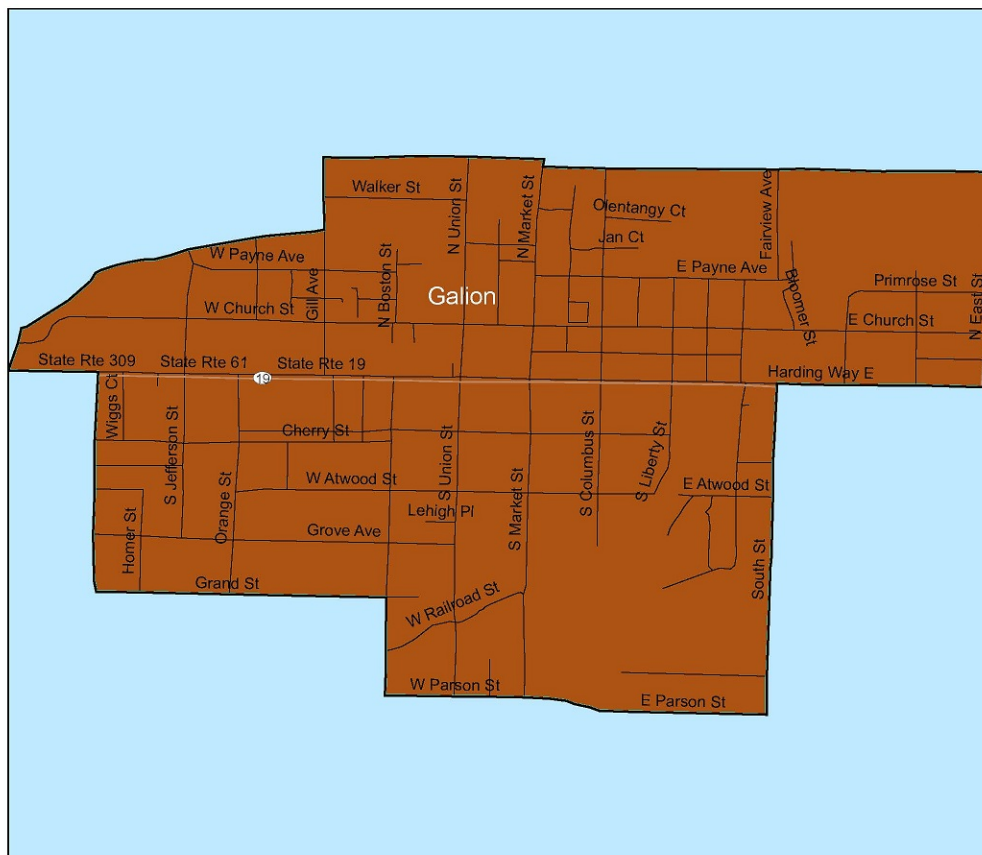 Walker St
N Union St
N Market St
Olentangy Ct
Fairview Ave
Jan Ct
W Payne Ave
E Payne Ave
Gill Ave
N Boston St
Galion
Bloomer St
Primrose St
W Church St
E Church St
N East St
State Rte 309
State Rte 61
State Rte 19
19
Harding Way E
Wiggs Ct
S Jefferson St
Cherry St
S Union St
S Columbus St
S Liberty St
Orange St
W Atwood St
S Market St
E Atwood St
Lehigh Pl
Homer St
Grove Ave
South St
Grand St
W Railroad St
W Parson St
E Parson St